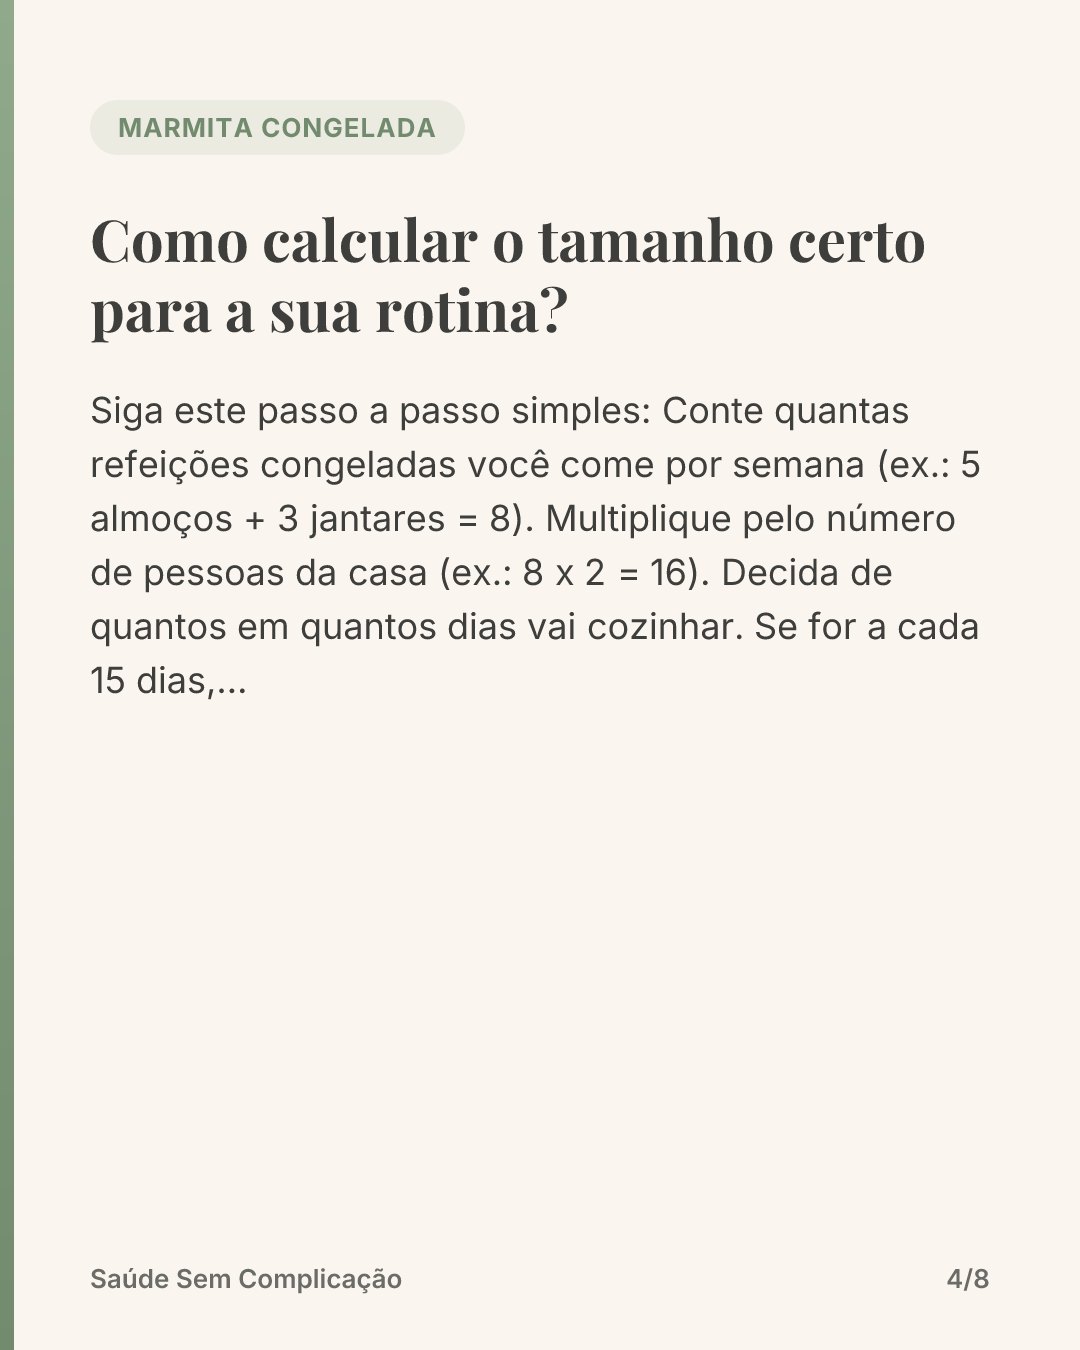 MARMITA CONGELADA
Como calcular o tamanho certo
para a sua rotina?
Siga este passo a passo simples: Conte quantas
refeições congeladas você come por semana (ex.: 5
almoços + 3 jantares = 8). Multiplique pelo número
de pessoas da casa (ex.: 8 x 2 = 16). Decida de
quantos em quantos dias vai cozinhar. Se for a cada
15 dias,...
Saúde Sem Complicação
4/8